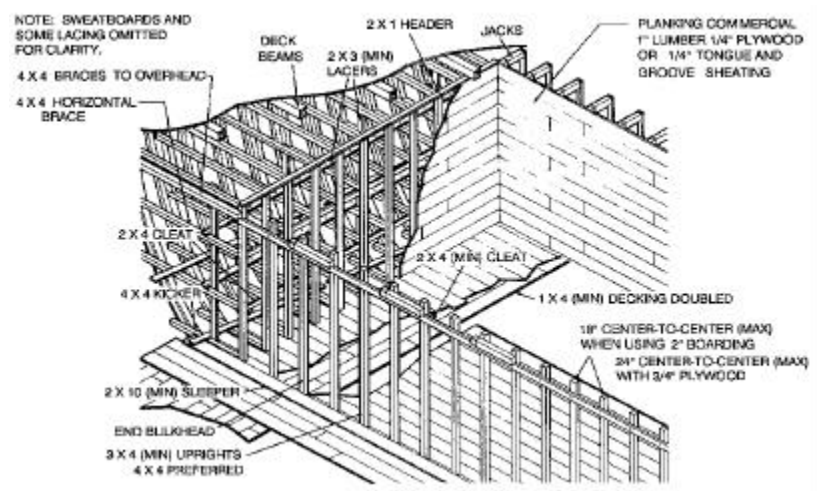 NOTE: SWEATBOARDS AND
SOME LACING OMITTED
FOR CLARITY.
4 X 4 BRACIES TO OVERHEAD
4 X 4 HORIZONTAL
BRACE
DECK
BEAMS
2 X 3 (MIN)
LACERS
2 X 1 HEADER
JACKS
PLANKING COMMERCIAL
1" LUMBER 1/4" PLYWOOD
OR 1/4" TONGUE AND
GROOVE SHEATING
2 X 4 CLEAT
4 X 4 KICKER
2 X 4 (MIN) CLEAT
1 X 4 (MIN) DECKING DOUBLED
18" CENTER-TO-CENTER (MAX)
WHEN USING 2" BOARDING
24" CENTER-TO-CENTER (MAX)
WITH 3/4" PLYWOOD
2 X 10 (MIN) SLEEPER
END BULKHEAD
3 X 4 (MIN) UPRIGHTS
4 X 4 PREFERRED